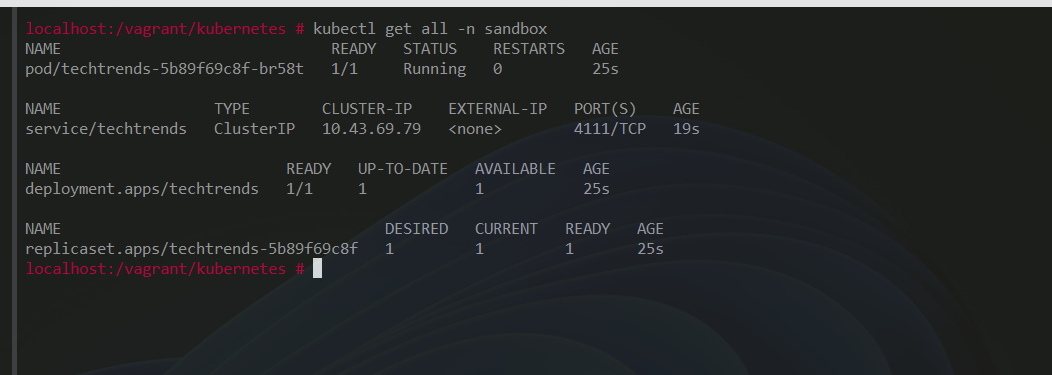 localhost:/vagrant/kubernetes # kubectl get all -n sandbox
NAME                                  READY   STATUS    RESTARTS   AGE
pod/techtrends-5b89f69c8f-br58t   1/1     Running   0          25s
NAME                 TYPE        CLUSTER-IP    EXTERNAL-IP   PORT(S)    AGE
service/techtrends   ClusterIP   10.43.69.79   <none>        4111/TCP   19s
NAME                         READY   UP-TO-DATE   AVAILABLE   AGE
deployment.apps/techtrends   1/1     1            1           25s
NAME                                    DESIRED   CURRENT   READY   AGE
replicaset.apps/techtrends-5b89f69c8f   1         1         1       25s
localhost:/vagrant/kubernetes #